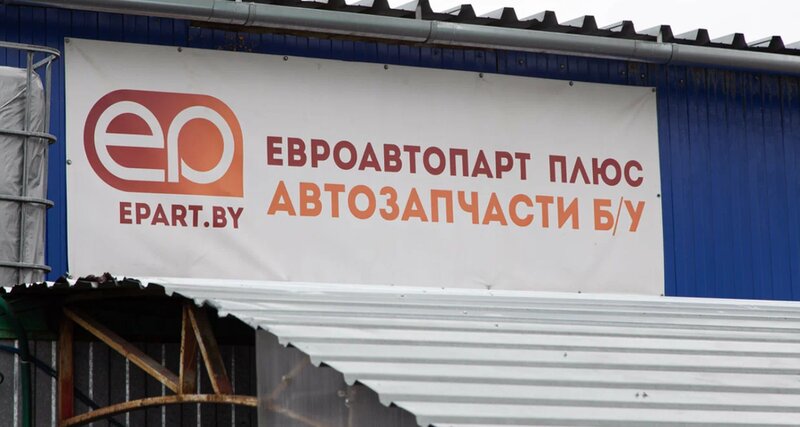 ep
EPART.BY
ЕВРОАВТОПАРТ ПЛЮС
АВТОЗАПЧАСТИ Б/У